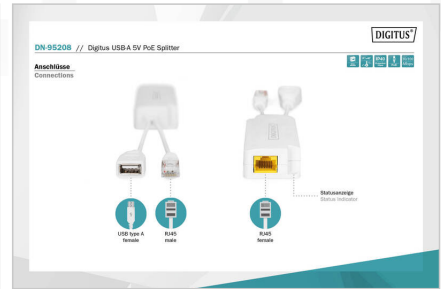 DIGITUS®
DN-95208 // Digitus USB-A 5V PoE Splitter
Anschlüsse
Connections
Statusanzeige
Status indicator
USB type A
female
RJ45
male
RJ45
female